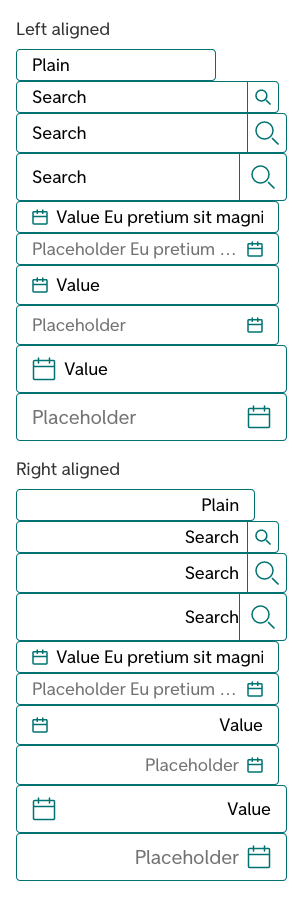 Left aligned
Plain
Search
Search
Search
Value Eu pretium sit magni
Placeholder Eu pretium ...
Value
Placeholder
Value
Placeholder
Right aligned
Plain
Search
Search
Search
Value Eu pretium sit magni
Placeholder Eu pretium ...
Value
Placeholder
Value
Placeholder